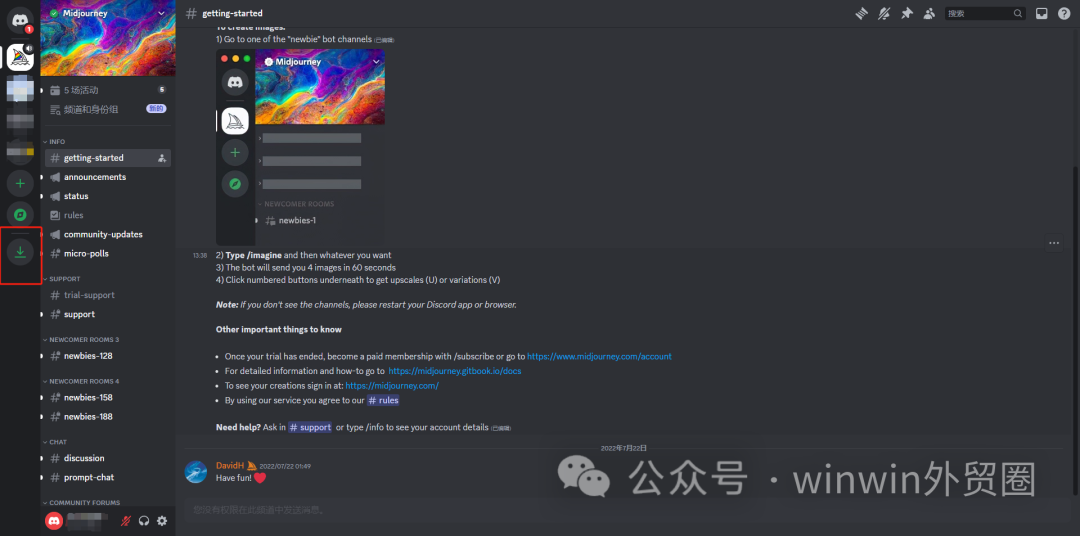 Midjourney
5 场活动
6
频道和身份组
新的
INFO
getting-started
announcements
status
rules
community-updates
micro-polls
SUPPORT
trial-support
support
NEWCOMER ROOMS 3
newbies-128
NEWCOMER ROOMS 4
newbies-158
newbies-188
CHAT
discussion
prompt-chat
COMMUNITY FORUMS
1
# getting-started
搜索
To create images:
1) Go to one of the "newbie" bot channels (已编辑)
Midjourney
NEWCOMER ROOMS
newbies-1
13:38
2) Type /imagine and then whatever you want
3) The bot will send you 4 images in 60 seconds
4) Click numbered buttons underneath to get upscales (U) or variations (V)
Note: If you don't see the channels, please restart your Discord app or browser.
Other important things to know
• Once your trial has ended, become a paid membership with /subscribe or go to https://www.midjourney.com/account
• For detailed information and how-to go to https://midjourney.gitbook.io/docs
• To see your creations sign in at: https://midjourney.com/
• By using our service you agree to our # rules
Need help? Ask in # support or type /info to see your account details (已编辑)
2022年7月22日
DavidH 2022/07/22 01:49
Have fun! ❤️
您没有权限在此频道中发送消息。
公众号 · winwin外贸圈